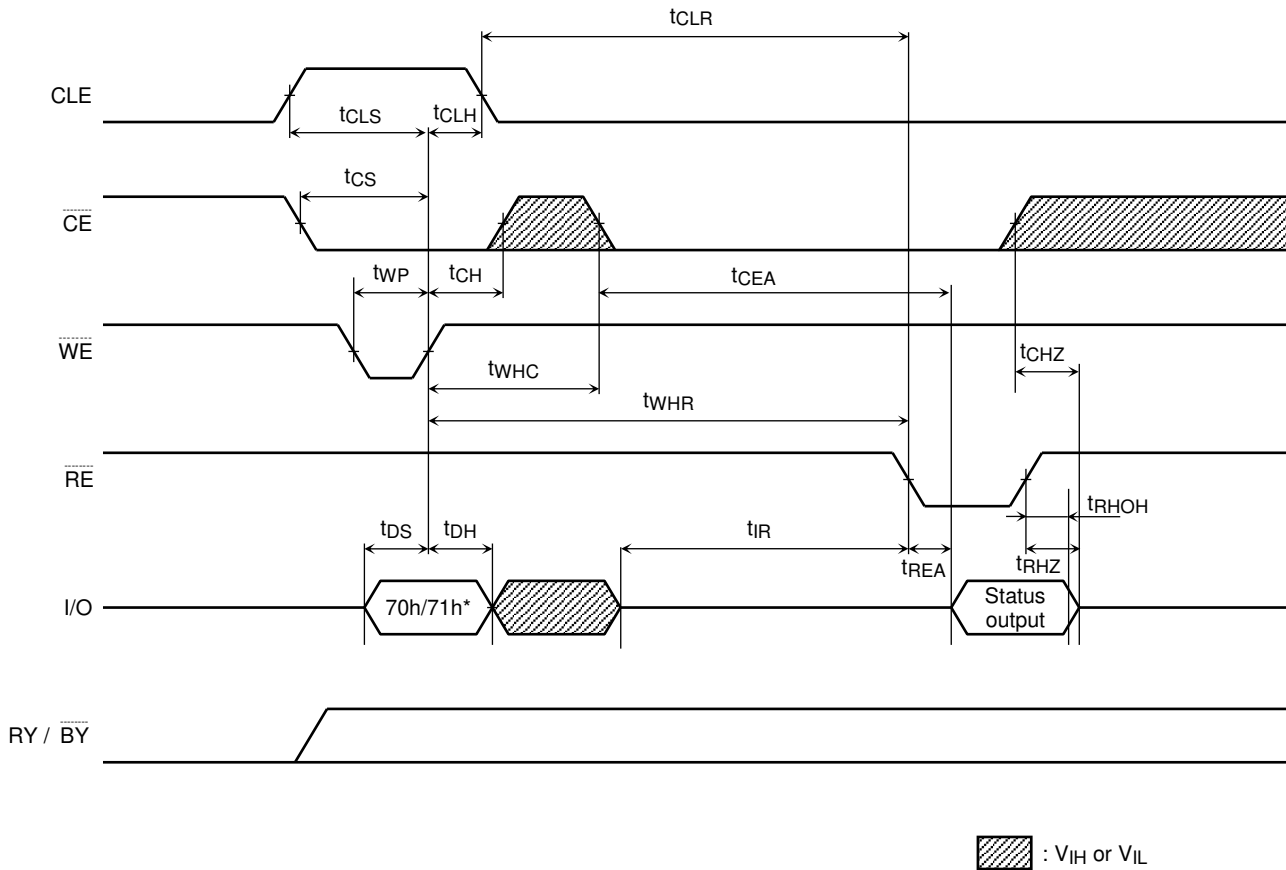 tCLR
CLE
tCLS
tCLH
tCS
CE
tWP
tCH
tCEA
WE
tCHZ
tWHC
tWHR
RE
tRHOH
tDS
tDH
tIR
tREA
tRHZ
I/O
70h/71h*
Status
output
RY / BY
: VIH or VIL